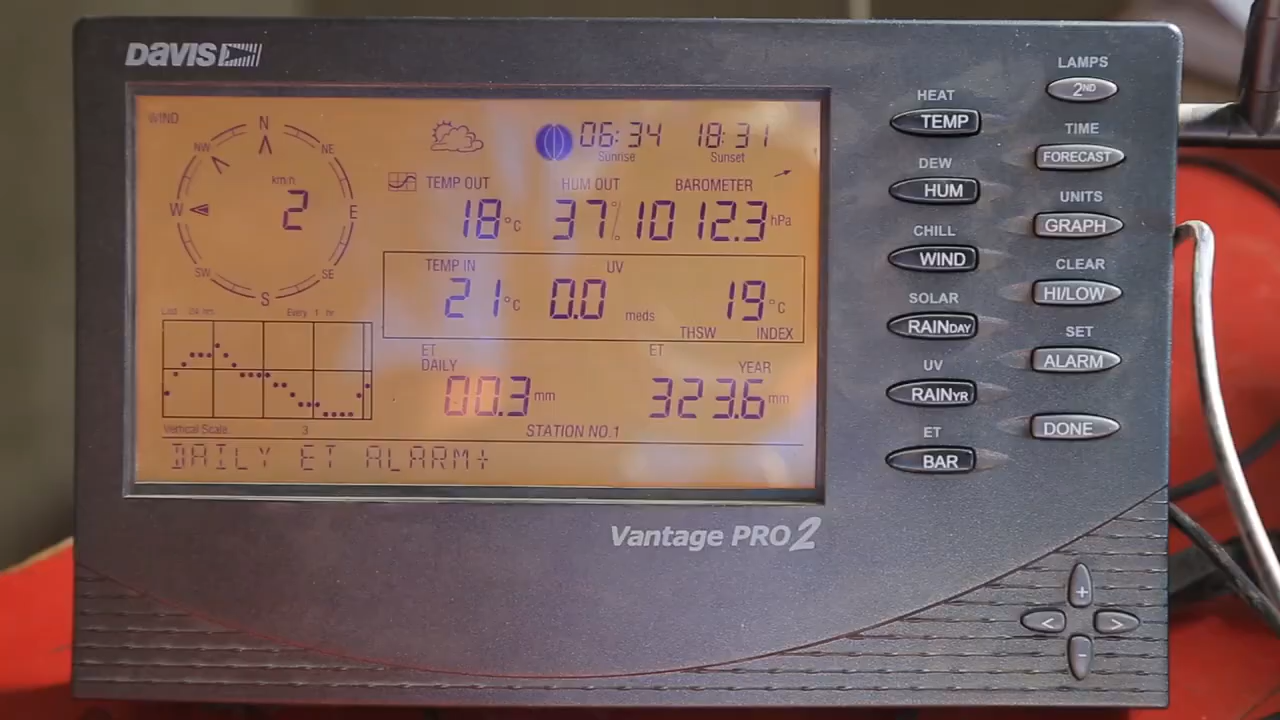 DAVIS
WIND
N
NE
E
SE
S
SW
W
NW
km/h
2
06:34
Sunrise
18:31
Sunset
TEMP OUT
18°C
HUM OUT
37%
BAROMETER
1012.3 hPa
TEMP IN
21°C
UV
0.0 meds
19°C
THSW INDEX
Last 24 hrs Every 1 hr
Vertical Scale 3
ET
DAILY
00.3 mm
ET
YEAR
323.6 mm
STATION NO.1
DAILY ET ALARM+
Vantage PRO2
HEAT
TEMP
DEW
HUM
CHILL
WIND
SOLAR
RAINDAY
UV
RAINYR
ET
BAR
LAMPS
2ND
TIME
FORECAST
UNITS
GRAPH
CLEAR
HI/LOW
SET
ALARM
DONE
+
<
>
-